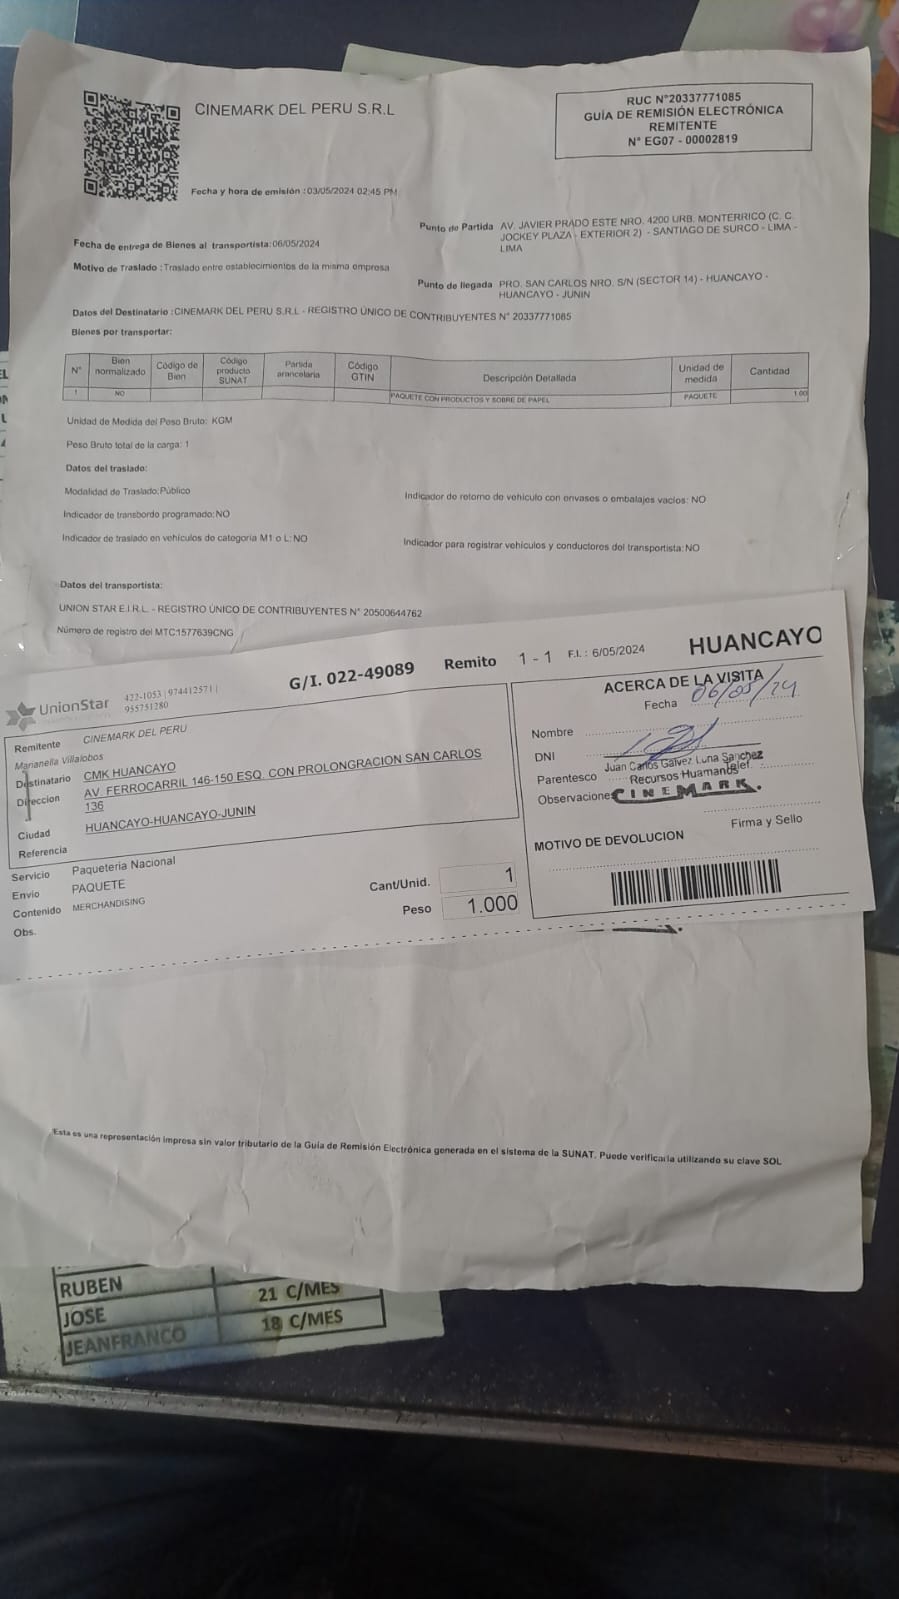 CINEMARK DEL PERU S.R.L
RUC N°20337771085
GUÍA DE REMISIÓN ELECTRÓNICA
REMITENTE
N° EG07 - 00002819
Fecha y hora de emisión :03/05/2024 02:45 PM
Fecha de entrega de Bienes al transportista:06/05/2024
Punto de Partida AV. JAVIER PRADO ESTE NRO. 4200 URB. MONTERRICO (C. C.
JOCKEY PLAZA - EXTERIOR 2) - SANTIAGO DE SURCO - LIMA -
LIMA
Motivo de Traslado :Traslado entre establecimientos de la misma empresa
Punto de llegada PRO. SAN CARLOS NRO. S/N (SECTOR 14) - HUANCAYO -
HUANCAYO - JUNIN
Datos del Destinatario :CINEMARK DEL PERU S.R.L - REGISTRO ÚNICO DE CONTRIBUYENTES N° 20337771085
Bienes por transportar:
N° Bien normalizado Código de Bien Código producto SUNAT Partida arancelaria Código GTIN Descripción Detallada Unidad de medida Cantidad
1 NO PAQUETE CON PRODUCTOS Y SOBRE DE PAPEL PAQUETE 1.00
Unidad de Medida del Peso Bruto: KGM
Peso Bruto total de la carga: 1
Datos del traslado:
Modalidad de Traslado:Público
Indicador de retorno de vehículo con envases o embalajes vacíos: NO
Indicador de transbordo programado:NO
Indicador de traslado en vehículos de categoría M1 o L:NO
Indicador para registrar vehículos y conductores del transportista:NO
Datos del transportista:
UNION STAR E.I.R.L. - REGISTRO ÚNICO DE CONTRIBUYENTES N° 20500644762
Número de registro del MTC:1577639CNG
UnionStar
422-1053 | 974412571 |
955751280
G/I. 022-49089 Remito 1 - 1 F.I. : 6/05/2024 HUANCAYO
Remitente CINEMARK DEL PERU
Marianella Villalobos
Destinatario CMK HUANCAYO
Direccion AV. FERROCARRIL 146-150 ESQ. CON PROLONGRACION SAN CARLOS
136
Ciudad HUANCAYO-HUANCAYO-JUNIN
Referencia
Servicio Paqueteria Nacional
Envio PAQUETE
Contenido MERCHANDISING
Obs.
Cant/Unid. 1
Peso 1.000
ACERCA DE LA VISITA
Fecha 06/05/24
Nombre
DNI
Juan Carlos Galvez Luna Sanchez
Parentesco Recursos Humanos Telef.
Observaciones CINEMARK.
Firma y Sello
MOTIVO DE DEVOLUCION
Esta es una representación impresa sin valor tributario de la Guía de Remisión Electrónica generada en el sistema de la SUNAT. Puede verificarla utilizando su clave SOL
RUBEN 21 C/MES
JOSE 18 C/MES
JEANFRANCO